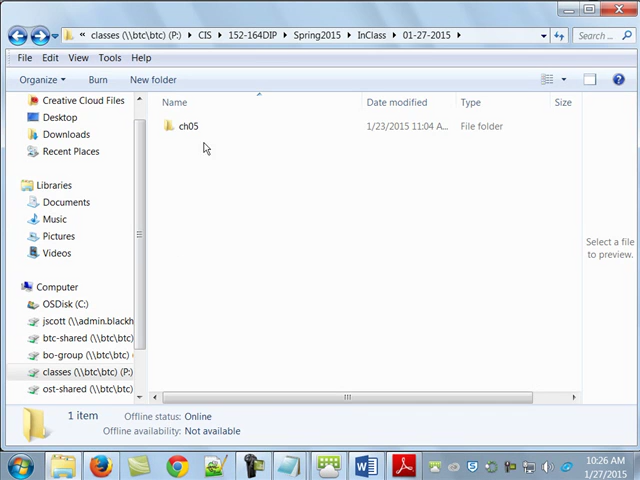 « classes (\\btc\btc) (P:) ▸ CIS ▸ 152-164DIP ▸ Spring2015 ▸ InClass ▸ 01-27-2015 ▸
Search ...
File Edit View Tools Help
Organize Burn New folder
Name Date modified Type Size
Creative Cloud Files
ch05 1/23/2015 11:04 A... File folder
Desktop
Downloads
Recent Places
Libraries
Documents
Music
Pictures
Videos
Select a file
to preview.
Computer
OSDisk (C:)
jscott (\\admin.blackh
btc-shared (\\btc\btc
bo-group (\\btc\btc) (
classes (\\btc\btc) (P:)
ost-shared (\\btc\btc
1 item Offline status: Online
Offline availability: Not available
10:26 AM
1/27/2015